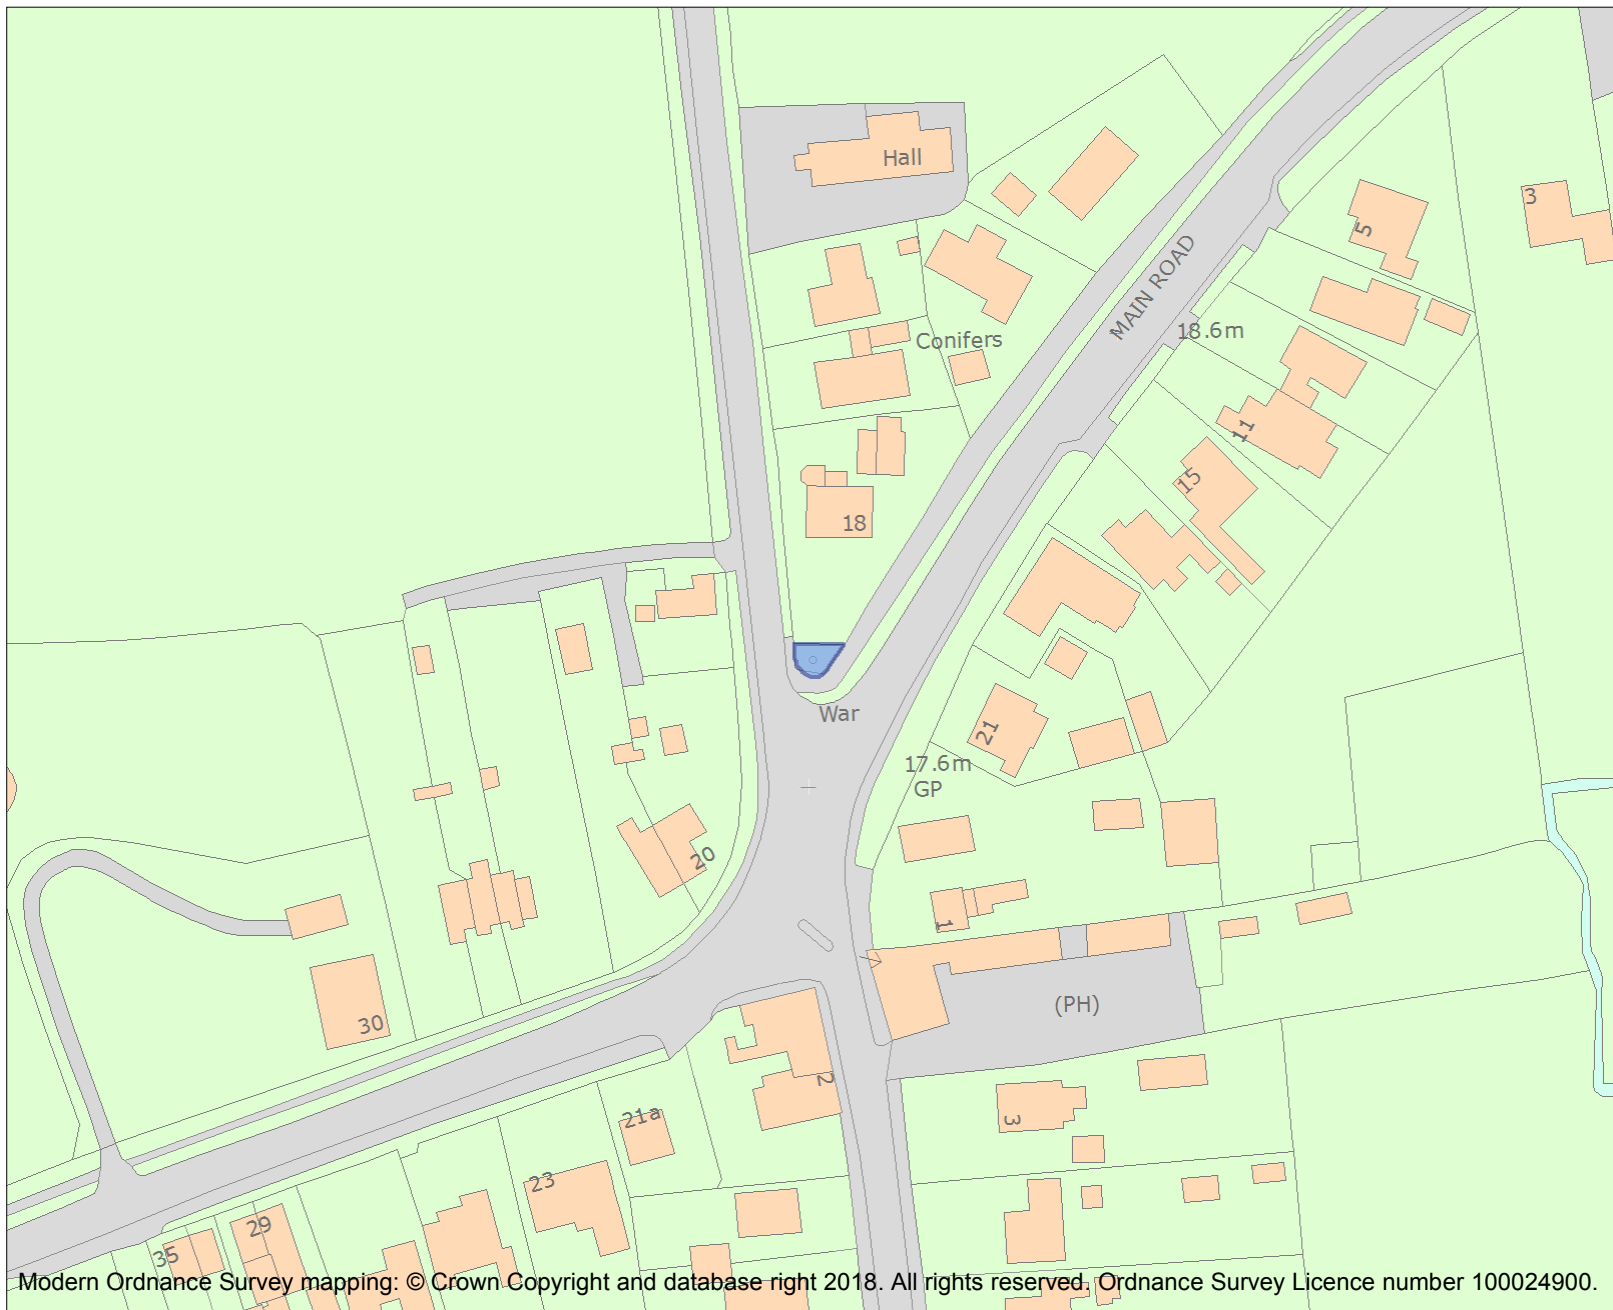 Hall
3
5
MAIN ROAD
18.6m
Conifers
11
15
18
War
21
17.6m
GP
20
1
(PH)
30
2
3
21a
23
29
35
Modern Ordnance Survey mapping: © Crown Copyright and database right 2018. All rights reserved. Ordnance Survey Licence number 100024900.